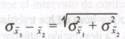 σ_{x̄₁ − x̄₂} = √(σ²_{x̄₁} + σ²_{x̄₂})